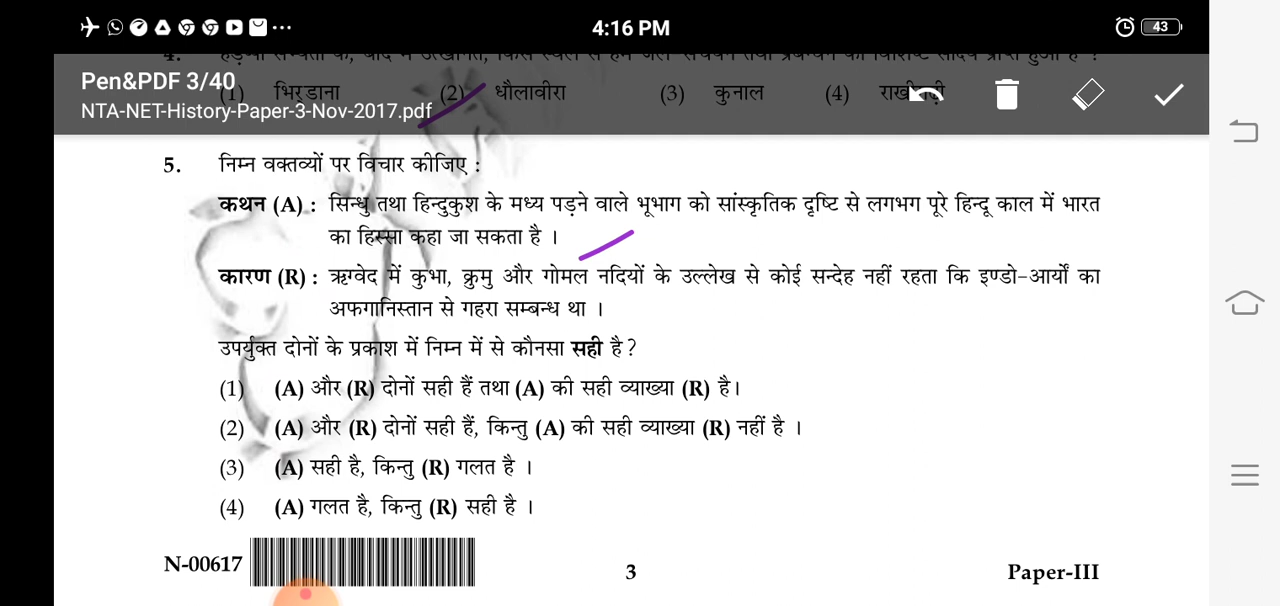 4:16 PM
43
Pen&PDF 3/40
NTA-NET-History-Paper-3-Nov-2017.pdf
(1) भिरड़ाना (2) धौलावीरा (3) कुनाल (4)
5. निम्न वक्तव्यों पर विचार कीजिए :
कथन (A) : सिन्धु तथा हिन्दुकुश के मध्य पड़ने वाले भूभाग को सांस्कृतिक दृष्टि से लगभग पूरे हिन्दू काल में भारत
का हिस्सा कहा जा सकता है ।
कारण (R) : ऋग्वेद में कुभा, क्रुमु और गोमल नदियों के उल्लेख से कोई सन्देह नहीं रहता कि इण्डो-आर्यों का
अफगानिस्तान से गहरा सम्बन्ध था ।
उपर्युक्त दोनों के प्रकाश में निम्न में से कौनसा सही है ?
(1) (A) और (R) दोनों सही हैं तथा (A) की सही व्याख्या (R) है।
(2) (A) और (R) दोनों सही हैं, किन्तु (A) की सही व्याख्या (R) नहीं है ।
(3) (A) सही है, किन्तु (R) गलत है ।
(4) (A) गलत है, किन्तु (R) सही है ।
N-00617 3 Paper-III